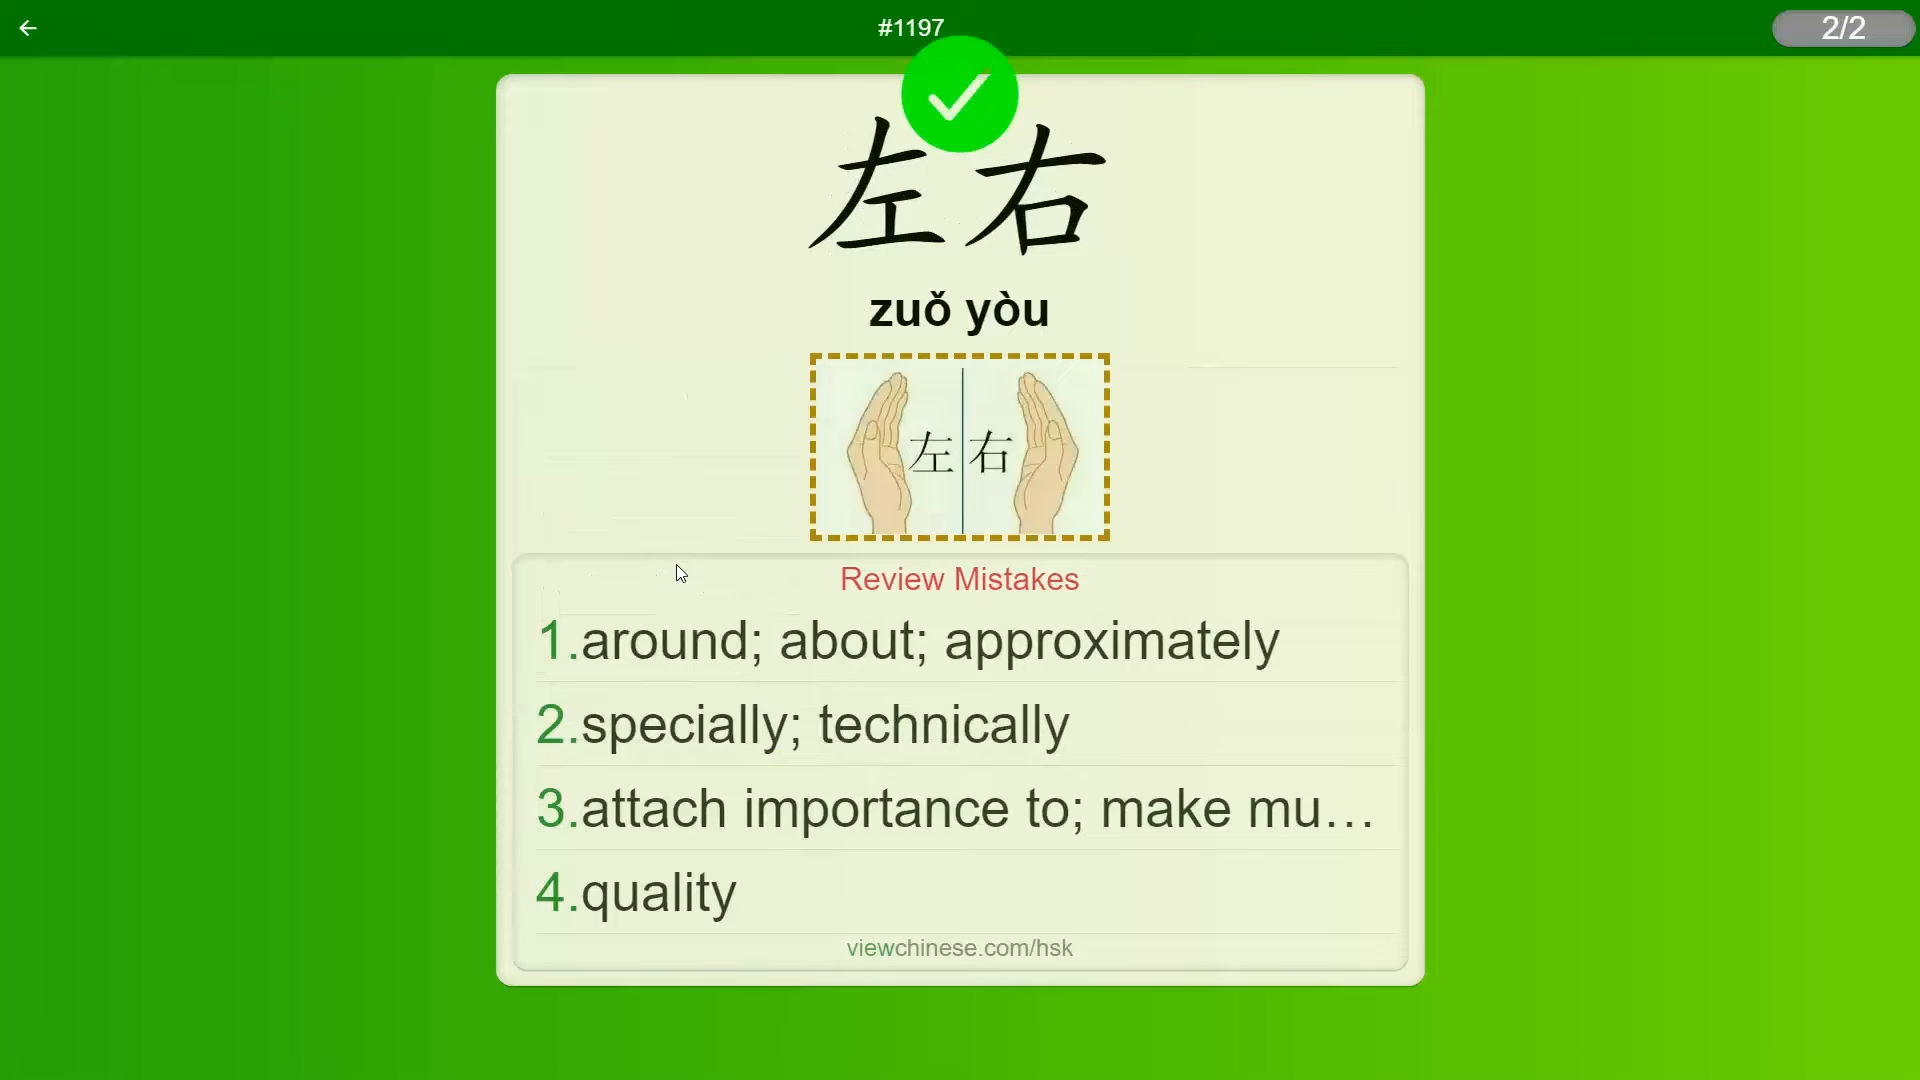 #1197
2/2
左右
zuǒ yòu
左 右
Review Mistakes
1.around; about; approximately
2.specially; technically
3.attach importance to; make mu…
4.quality
viewchinese.com/hsk